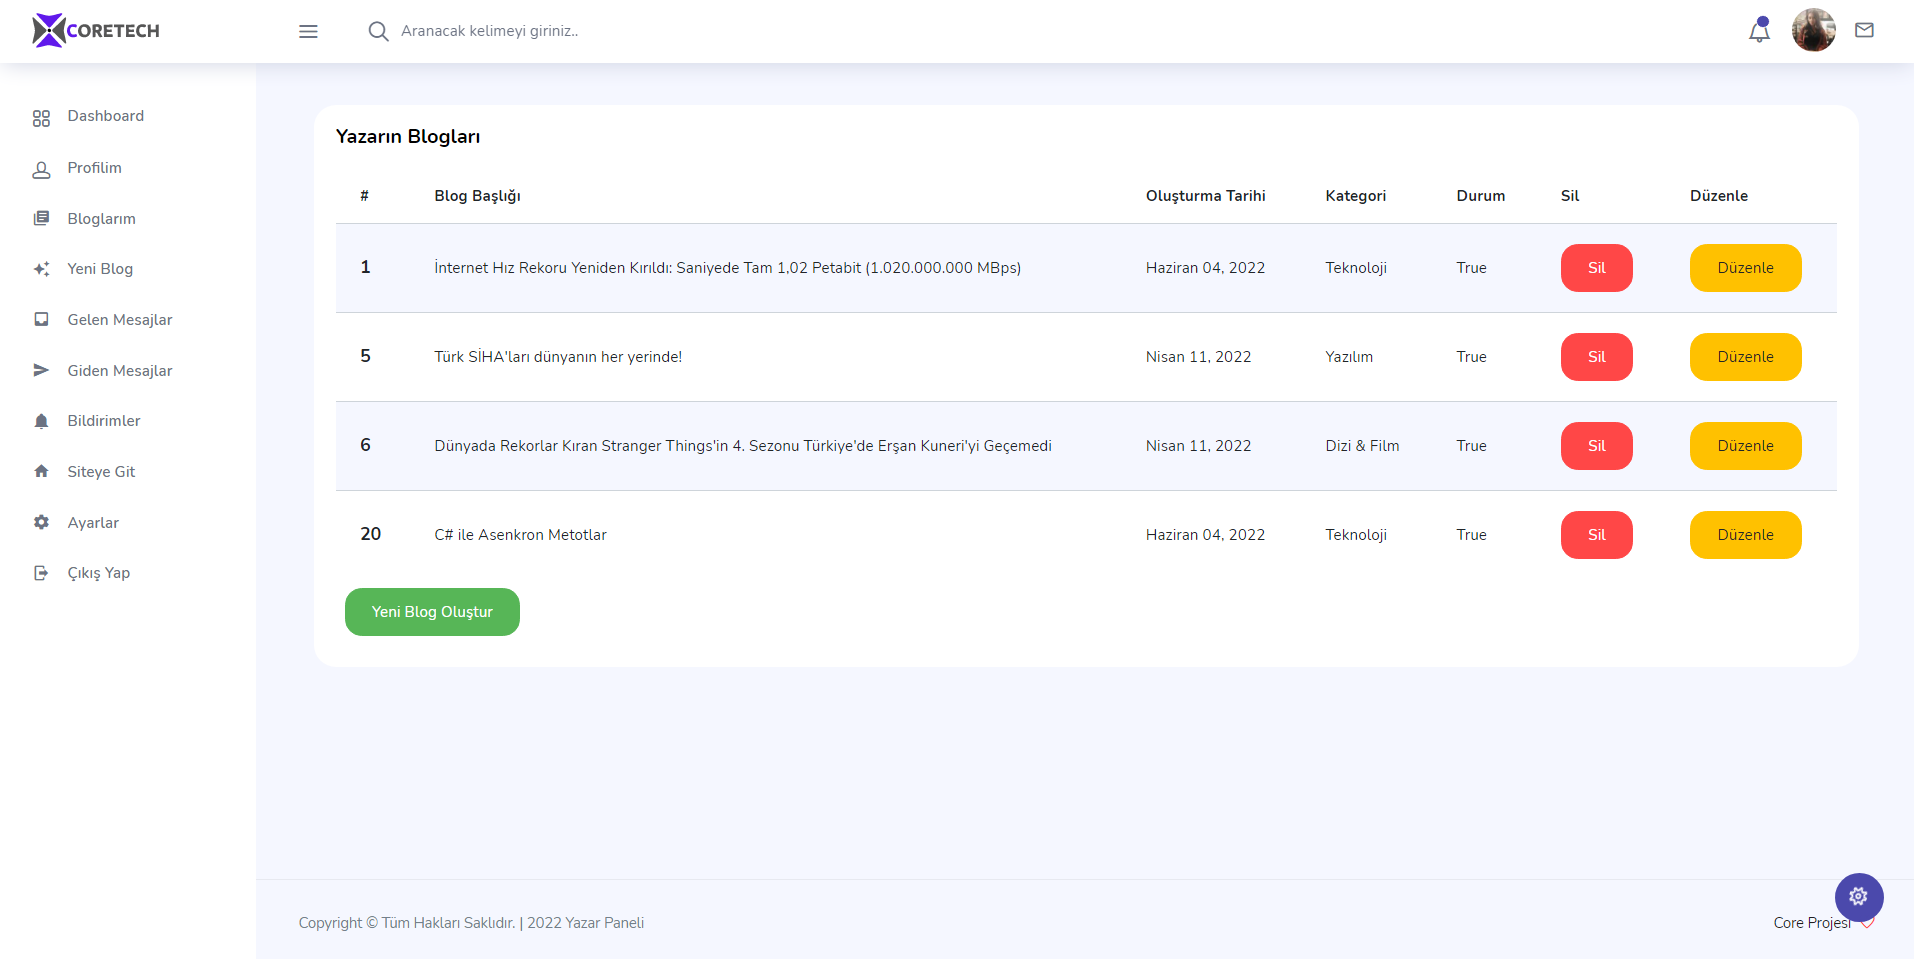 CORETECH
Aranacak kelimeyi giriniz..
Dashboard
Profilim
Bloglarım
Yeni Blog
Gelen Mesajlar
Giden Mesajlar
Bildirimler
Siteye Git
Ayarlar
Çıkış Yap
Yazarın Blogları
# Blog Başlığı Oluşturma Tarihi Kategori Durum Sil Düzenle
1 İnternet Hız Rekoru Yeniden Kırıldı: Saniyede Tam 1,02 Petabit (1.020.000.000 MBps) Haziran 04, 2022 Teknoloji True Sil Düzenle
5 Türk SİHA'ları dünyanın her yerinde! Nisan 11, 2022 Yazılım True Sil Düzenle
6 Dünyada Rekorlar Kıran Stranger Things'in 4. Sezonu Türkiye'de Erşan Kuneri'yi Geçemedi Nisan 11, 2022 Dizi & Film True Sil Düzenle
20 C# ile Asenkron Metotlar Haziran 04, 2022 Teknoloji True Sil Düzenle
Yeni Blog Oluştur
Copyright © Tüm Hakları Saklıdır. | 2022 Yazar Paneli
Core Projesi